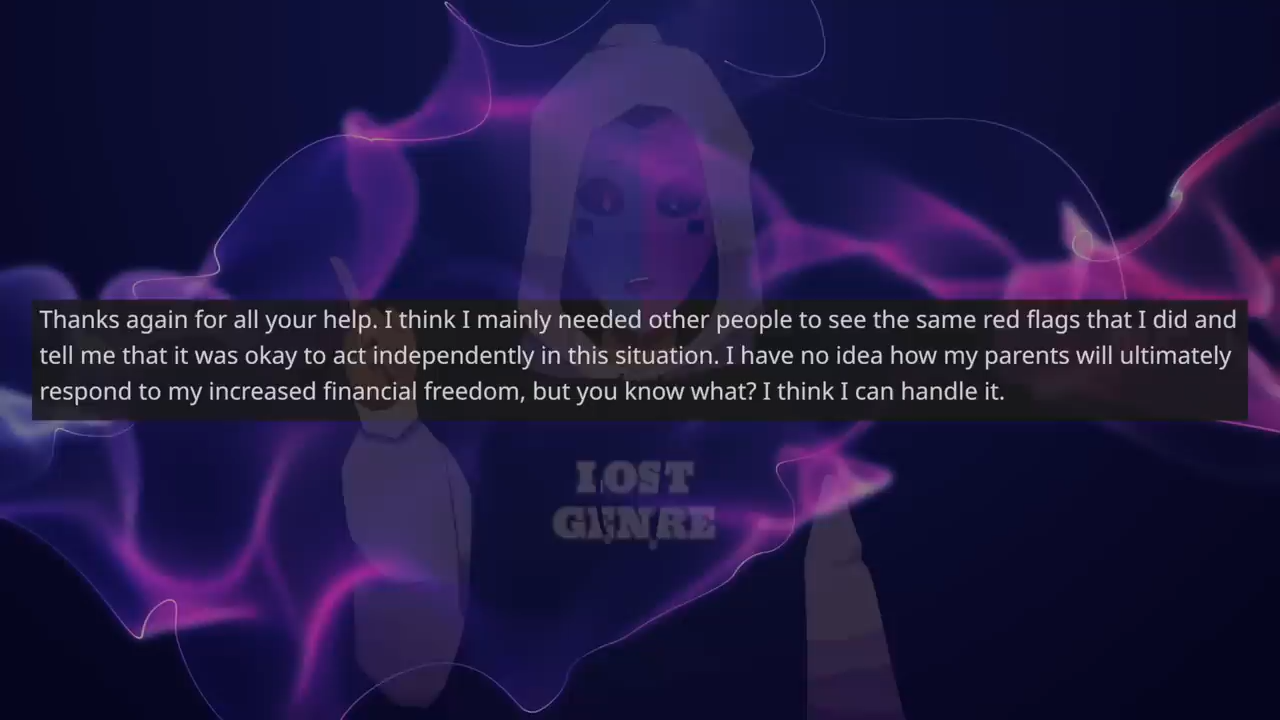 Thanks again for all your help. I think I mainly needed other people to see the same red flags that I did and
tell me that it was okay to act independently in this situation. I have no idea how my parents will ultimately
respond to my increased financial freedom, but you know what? I think I can handle it.
LOST
GENRE